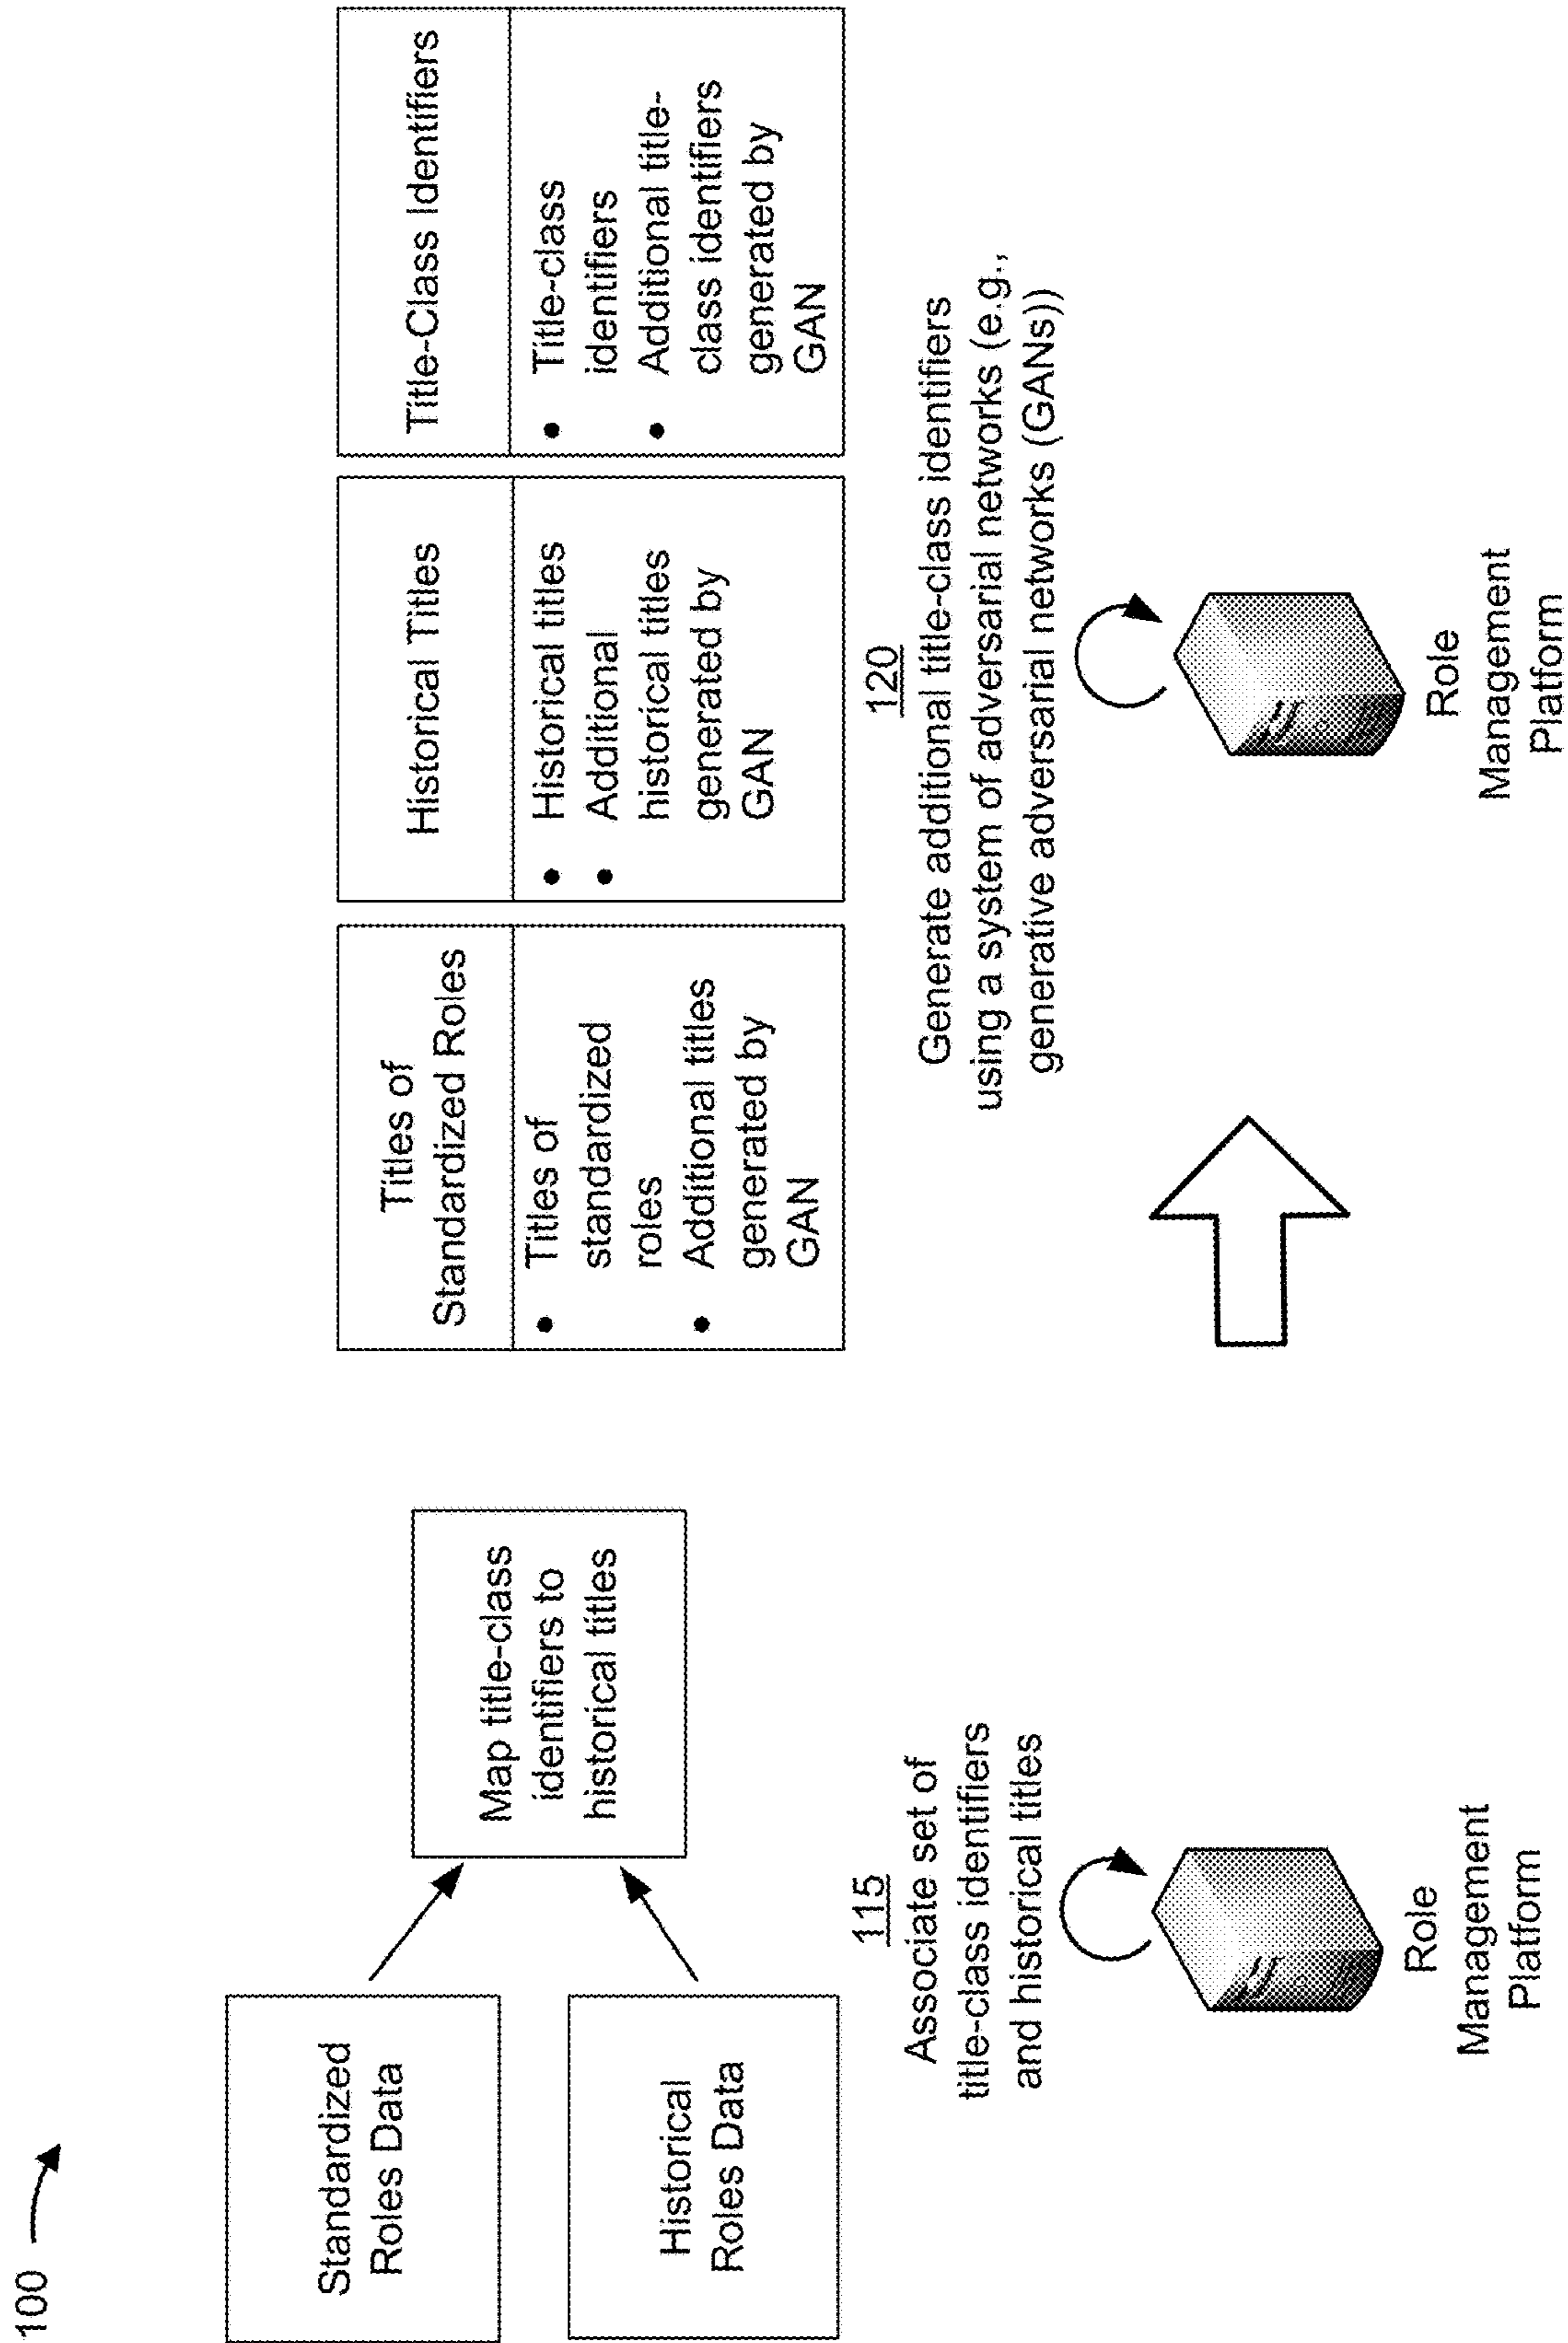 100
Standardized
Roles Data
Historical
Roles Data
Map title-class
identifiers to
historical titles
115
Associate set of
title-class identifiers
and historical titles
Role
Management
Platform
Titles of
Standardized Roles
• Titles of
standardized
roles
• Additional titles
generated by
GAN
Historical Titles
• Historical titles
• Additional
historical titles
generated by
GAN
Title-Class Identifiers
• Title-class
identifiers
• Additional title-
class identifiers
generated by
GAN
120
Generate additional title-class identifiers
using a system of adversarial networks (e.g.,
generative adversarial networks (GANs))
Role
Management
Platform